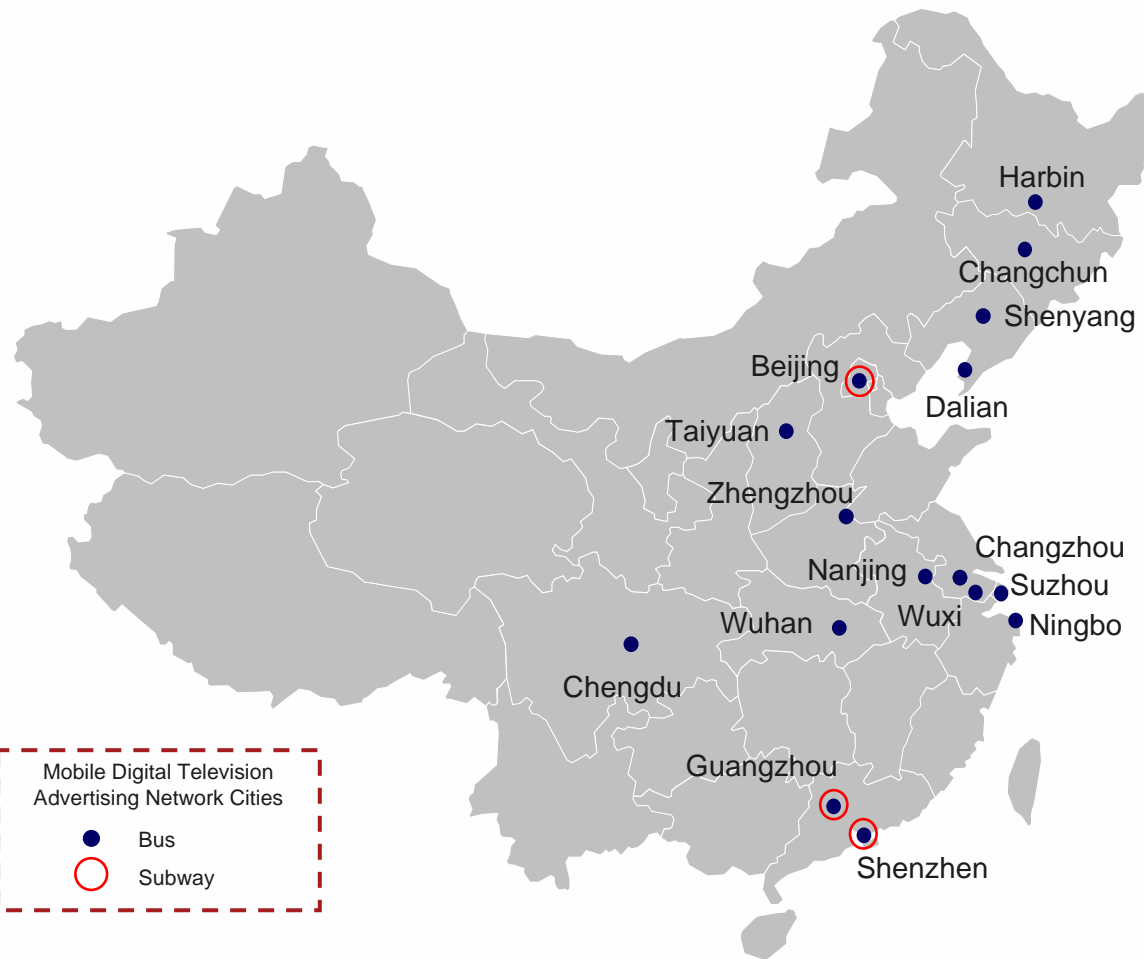 Harbin
Changchun
Shenyang
Beijing
Dalian
Taiyuan
Zhengzhou
Changzhou
Nanjing
Suzhou
Wuxi
Wuhan
Ningbo
Chengdu
Guangzhou
Shenzhen
Mobile Digital Television
Advertising Network Cities
Bus
Subway